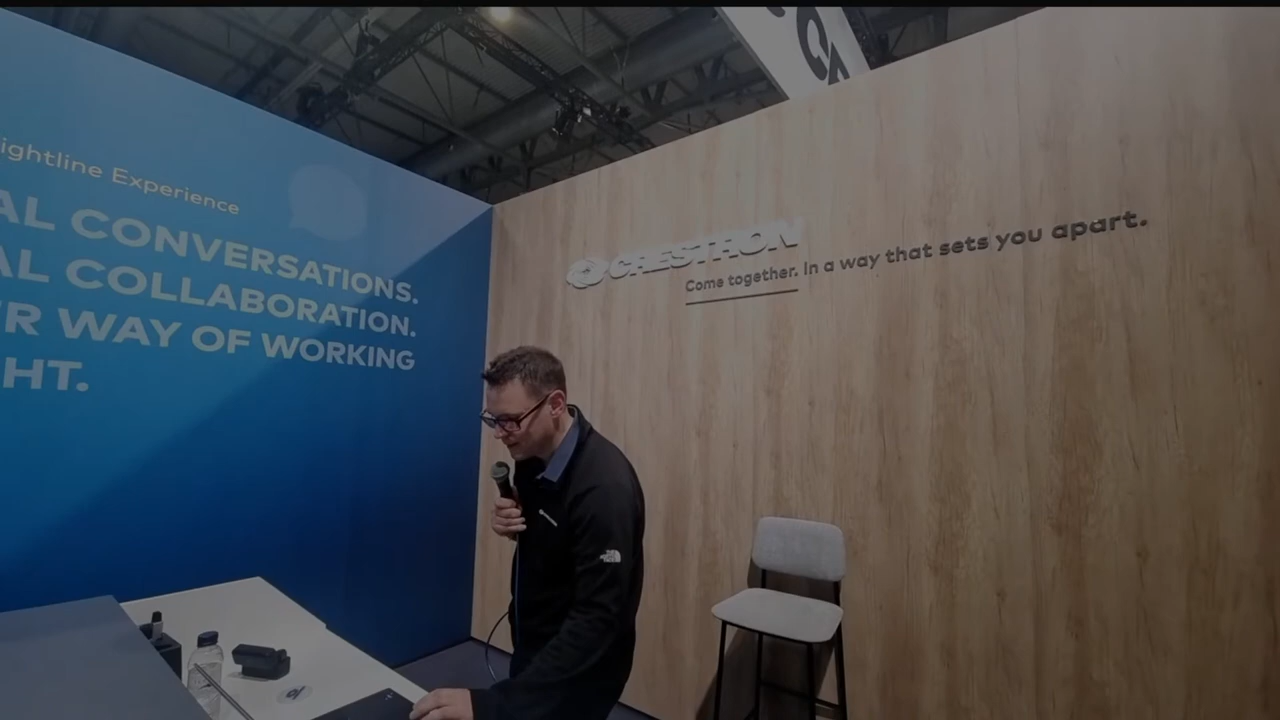 ightline Experience
AL CONVERSATIONS.
AL COLLABORATION.
R WAY OF WORKING
HT.
CRESTRON
Come together. In a way that sets you apart.